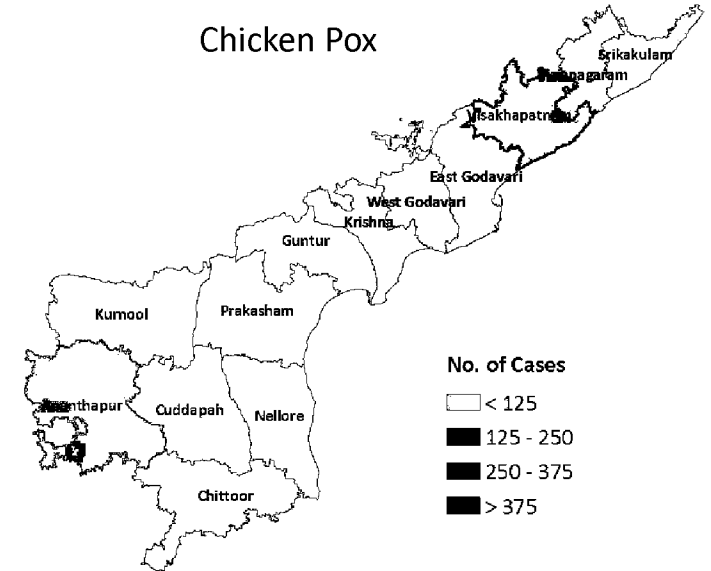 Chicken Pox
Srikakulam
East Godavari
West Godavari
Krishna
Guntur
Kurnool
Prakasham
Cuddapah
Nellore
Chittoor
No. of Cases
< 125
125 - 250
250 - 375
> 375